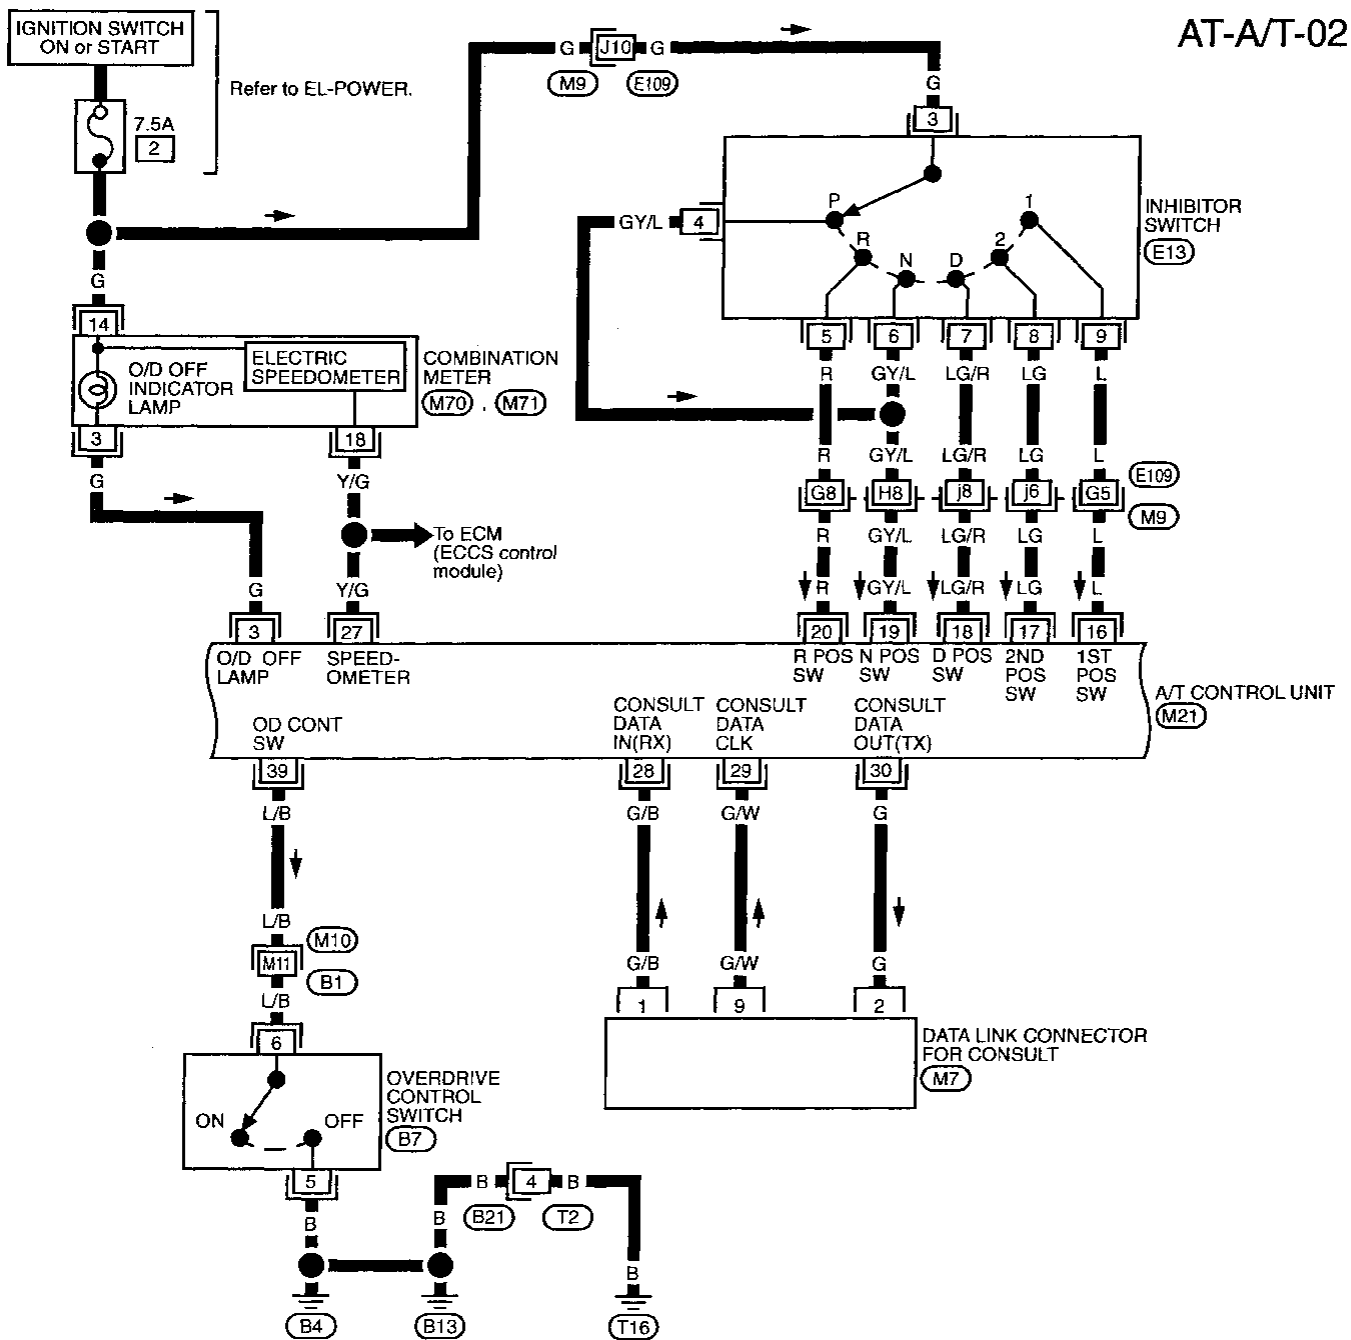 AT-A/T-02
IGNITION SWITCH
ON or START
Refer to EL-POWER.
7.5A
2
G
J10
G
M9
E109
G
3
INHIBITOR
SWITCH
E13
GY/L
4
P
R
N
D
2
1
G
14
O/D OFF
INDICATOR
LAMP
ELECTRIC
SPEEDOMETER
COMBINATION
METER
M70 , M71
5
6
7
8
9
R
GY/L
LG/R
LG
L
3
18
G
Y/G
R
GY/L
LG/R
LG
L
E109
G8
H8
j8
j6
G5
M9
To ECM
(ECCS control
module)
R
GY/L
LG/R
LG
L
G
Y/G
R
GY/L
LG/R
LG
L
3
27
20
19
18
17
16
O/D OFF
LAMP
SPEED-
OMETER
R POS
SW
N POS
SW
D POS
SW
2ND
POS
SW
1ST
POS
SW
A/T CONTROL UNIT
M21
OD CONT
SW
CONSULT
DATA
IN(RX)
CONSULT
DATA
CLK
CONSULT
DATA
OUT(TX)
39
28
29
30
L/B
G/B
G/W
G
L/B
M10
M11
B1
L/B
G/B
G/W
G
1
9
2
DATA LINK CONNECTOR
FOR CONSULT
M7
6
OVERDRIVE
CONTROL
SWITCH
B7
ON
OFF
5
B
B
4
B
B21
T2
B
B
B4
B13
T16